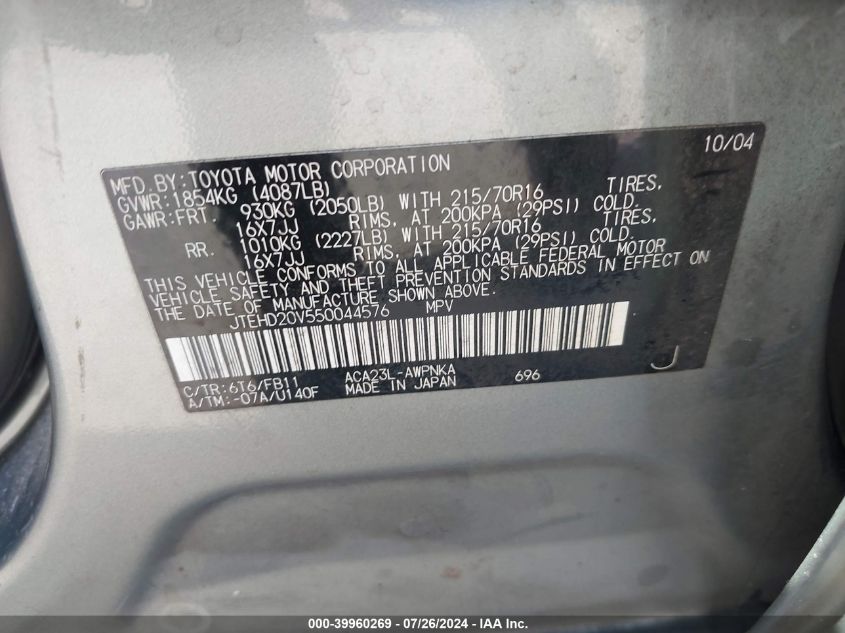 10/04
MFD. BY: TOYOTA MOTOR CORPORATION
GVWR: 1854KG (4087LB)
GAWR: FRT. 930KG (2050LB) WITH 215/70R16 TIRES,
16X7JJ RIMS, AT 200KPA (29PSI) COLD.
RR. 1010KG (2227LB), WITH 215/70R16 TIRES,
16X7JJ RIMS, AT 200KPA (29PSI) COLD.
THIS VEHICLE CONFORMS TO ALL APPLICABLE FEDERAL MOTOR
VEHICLE SAFETY AND THEFT PREVENTION STANDARDS IN EFFECT ON
THE DATE OF MANUFACTURE SHOWN ABOVE.
JTEHD20V550044576 MPV
C/TR: 6T6/FB11 ACA23L-AWPNKA 696 J
A/TM: -07A/U140F MADE IN JAPAN
000-39960269 - 07/26/2024 - IAA Inc.